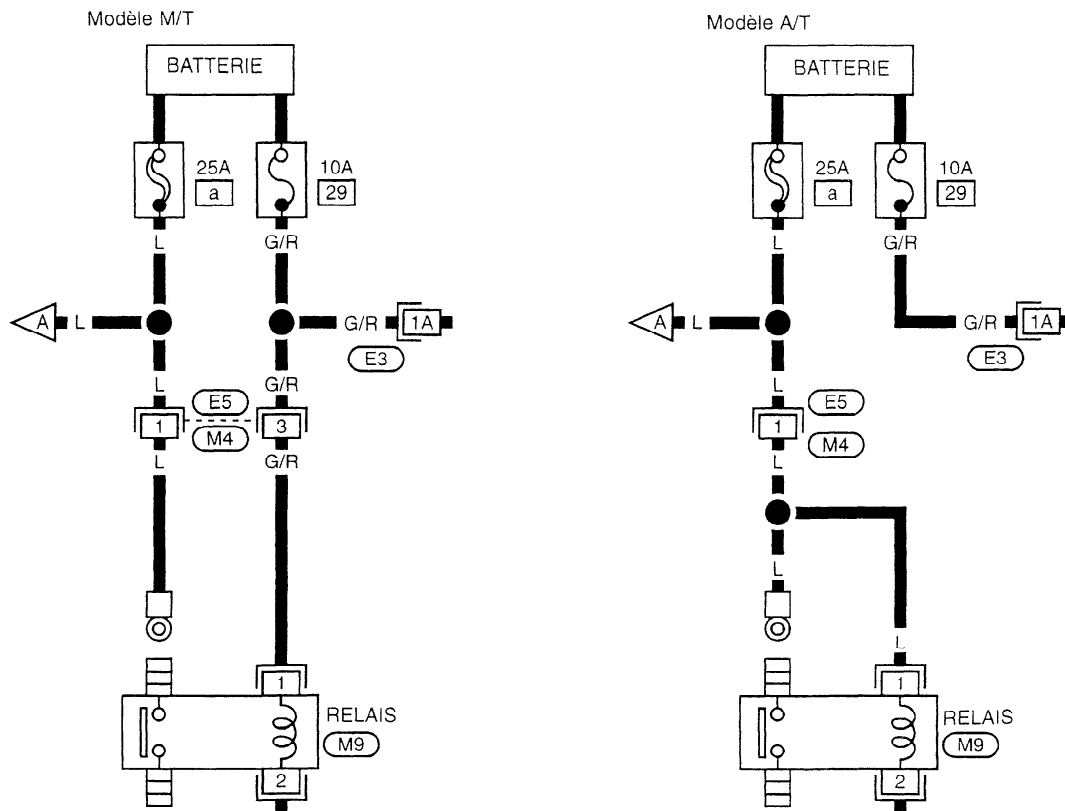 Modèle M/T
BATTERIE
25A
a
10A
29
L
G/R
A
L
G/R
1A
E3
L
G/R
E5
1
3
M4
L
G/R
1
RELAIS
M9
2
Modèle A/T
BATTERIE
25A
a
10A
29
L
G/R
A
L
G/R
1A
E3
L
E5
1
M4
L
L
L
1
RELAIS
M9
2